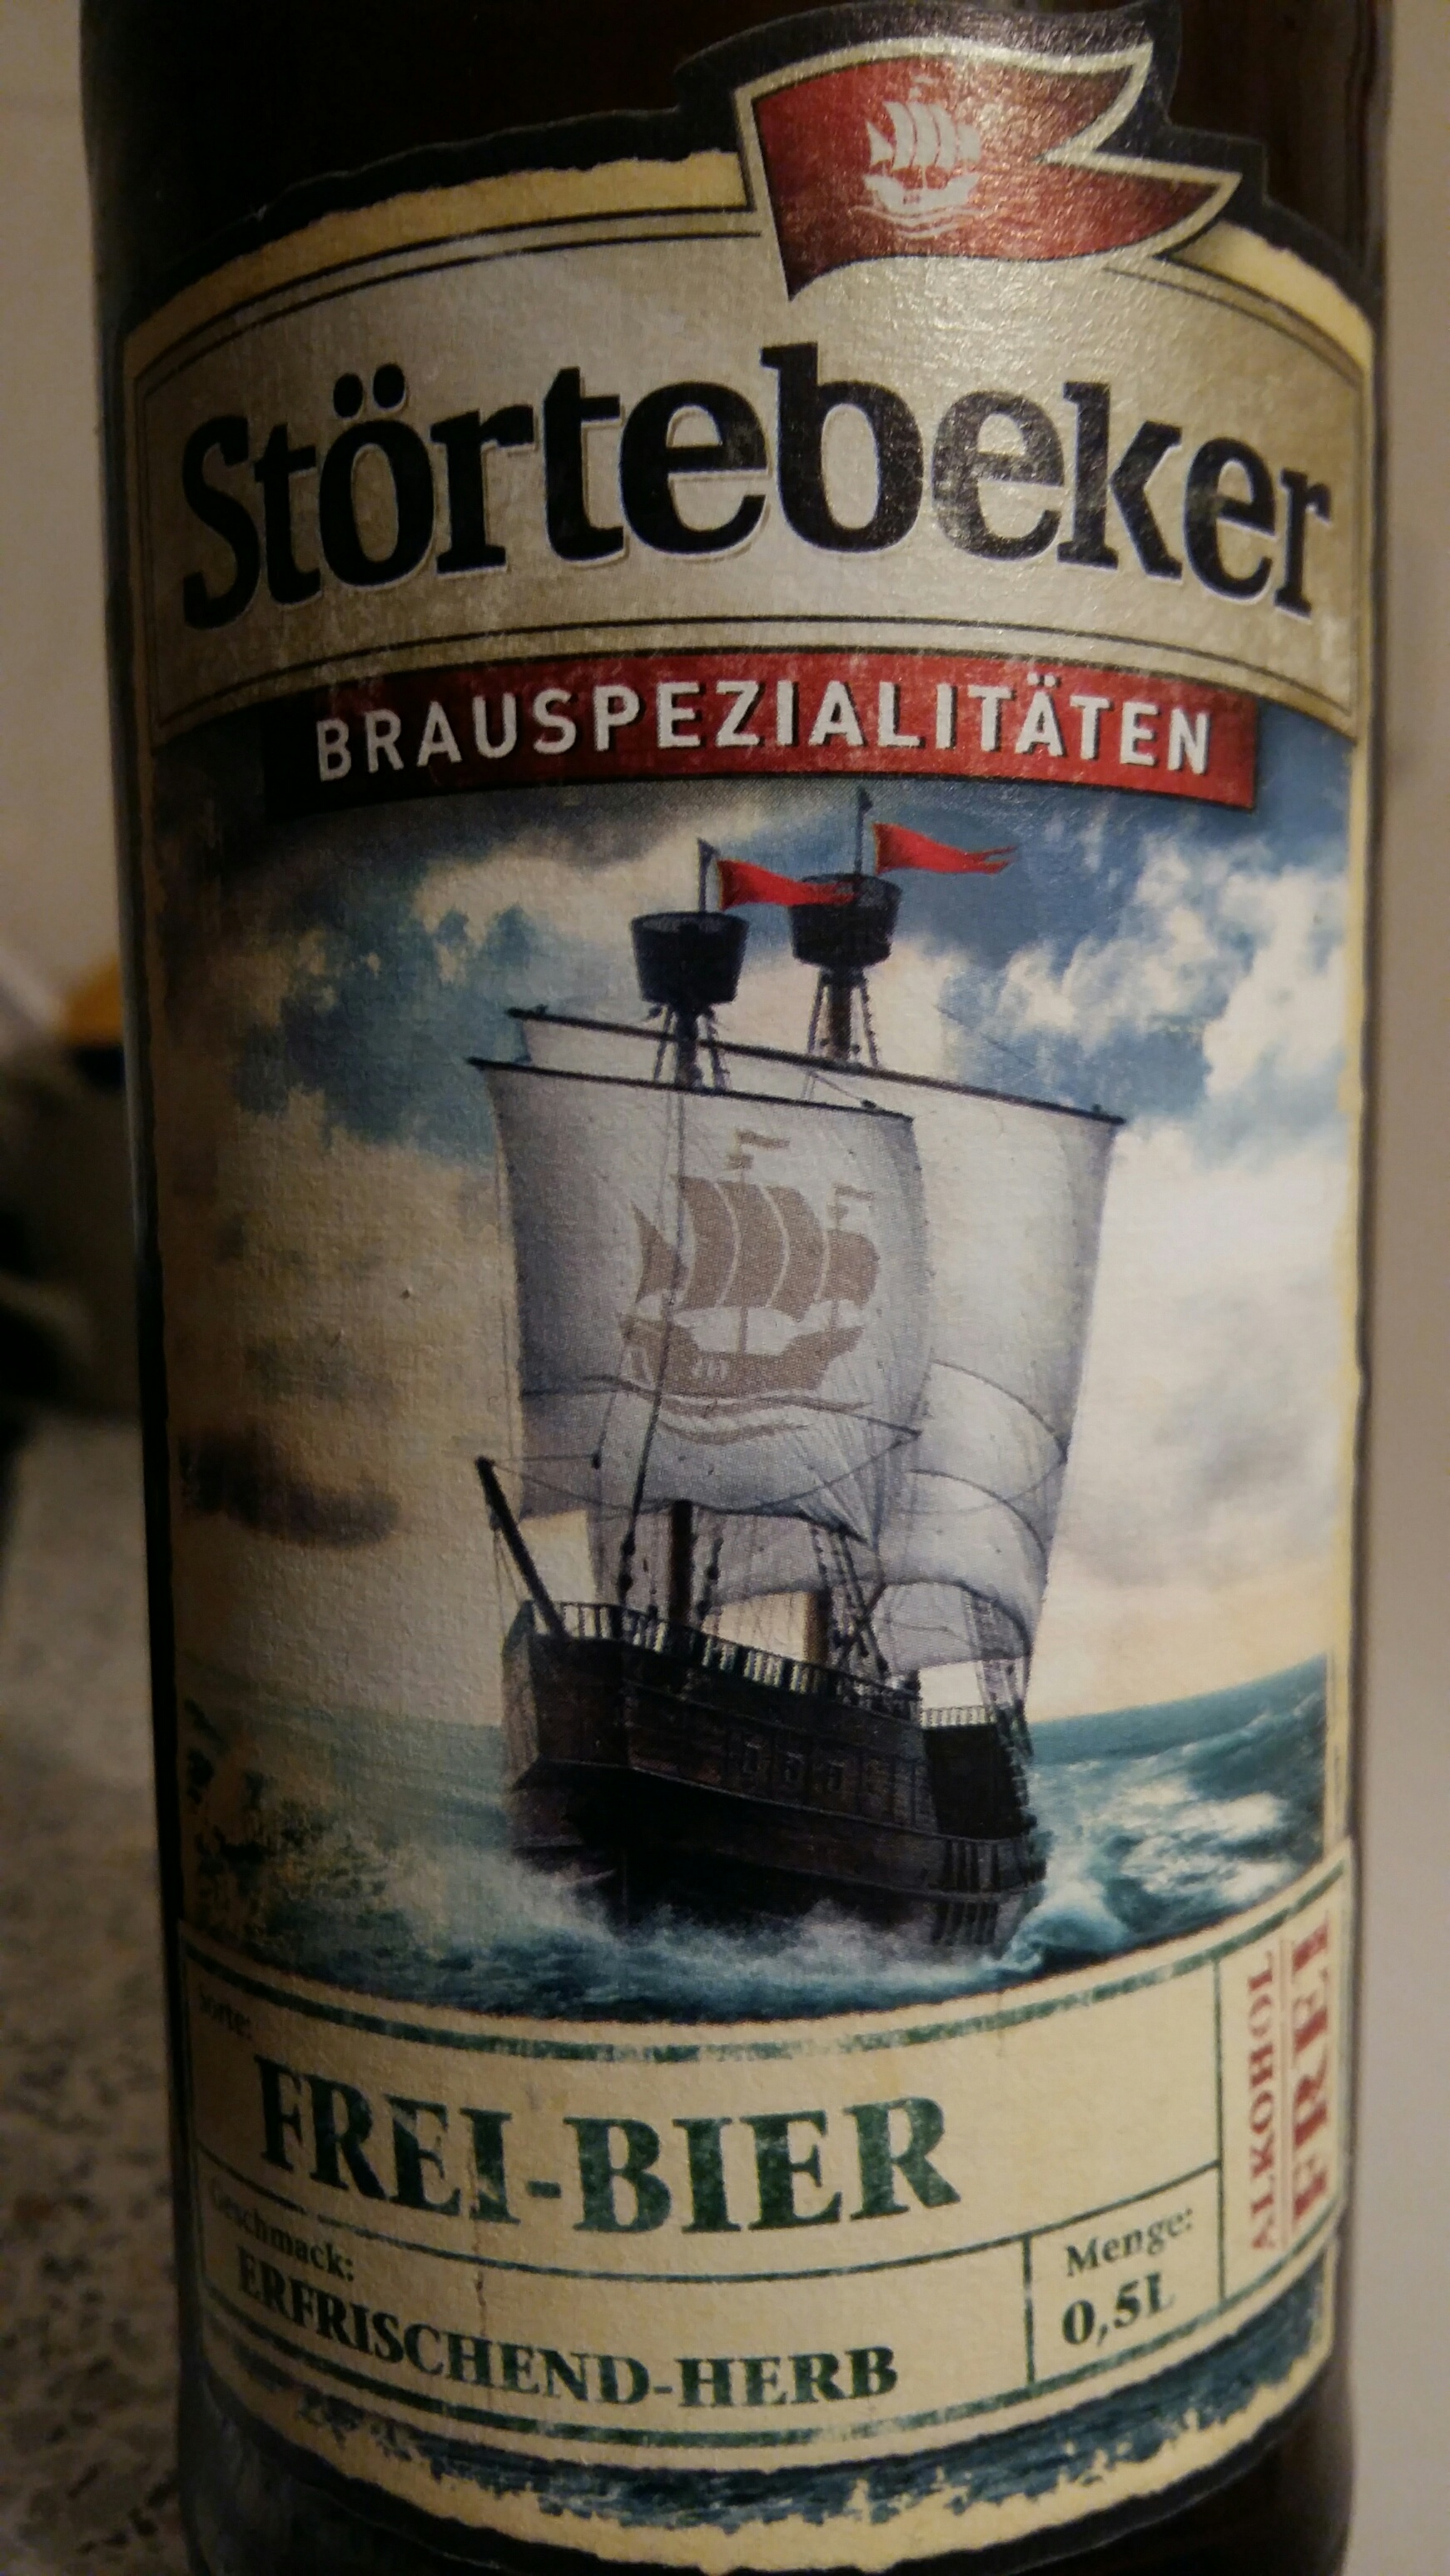 Störtebeker
BRAUSPEZIALITÄTEN
Sorte:
FREI-BIER
ALKOHOL
FREI
Geschmack:
ERFRISCHEND-HERB
Menge:
0,5L